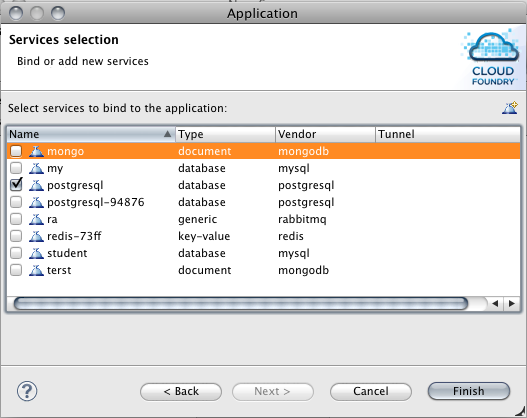 Application
Services selection
Bind or add new services
CLOUD
FOUNDRY
Select services to bind to the application:
Name Type Vendor Tunnel
mongo document mongodb
my database mysql
postgresql database postgresql
postgresql-94876 database postgresql
ra generic rabbitmq
redis-73ff key-value redis
student database mysql
terst document mongodb
? < Back Next > Cancel Finish